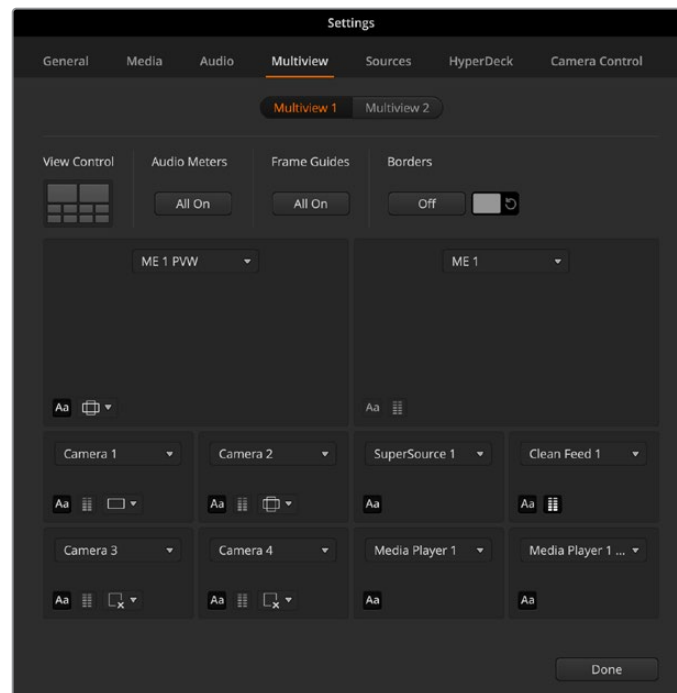 Settings
General Media Audio Multiview Sources HyperDeck Camera Control
Multiview 1 Multiview 2
View Control Audio Meters Frame Guides Borders
All On All On Off
ME 1 PVW ME 1
Aa Aa
Camera 1 Camera 2 SuperSource 1 Clean Feed 1
Aa Aa Aa Aa
Camera 3 Camera 4 Media Player 1 Media Player 1 ...
Aa Aa Aa Aa
Done